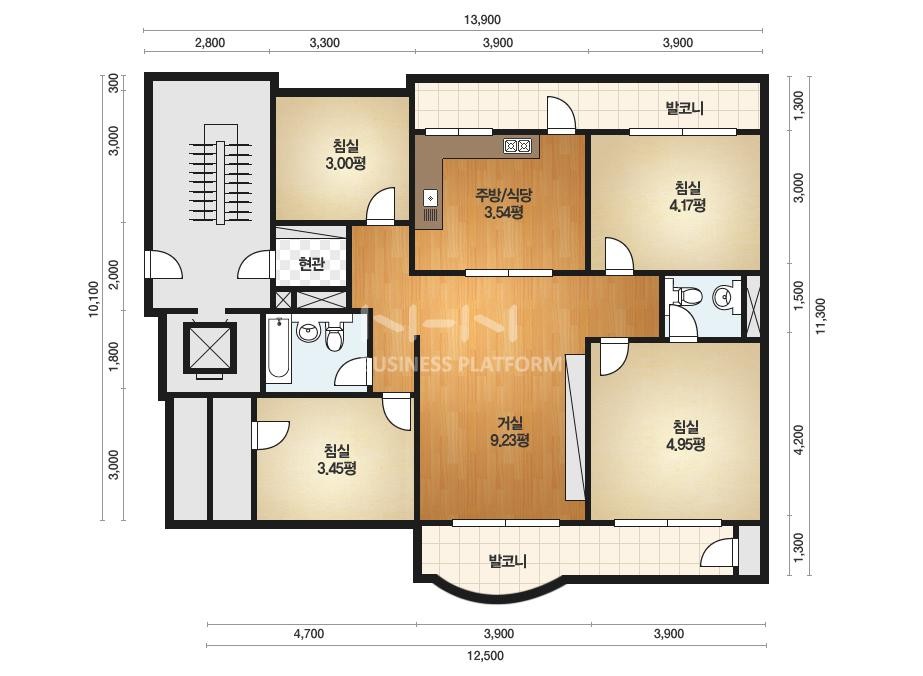 13,900
2,800
3,300
3,900
3,900
300
3,000
2,000
1,800
3,000
10,100
1,300
3,000
1,500
4,200
1,300
11,300
발코니
침실
3.00평
주방/식당
3.54평
침실
4.17평
현관
NHN
BUSINESS PLATFORM
거실
9.23평
침실
4.95평
침실
3.45평
발코니
4,700
3,900
3,900
12,500